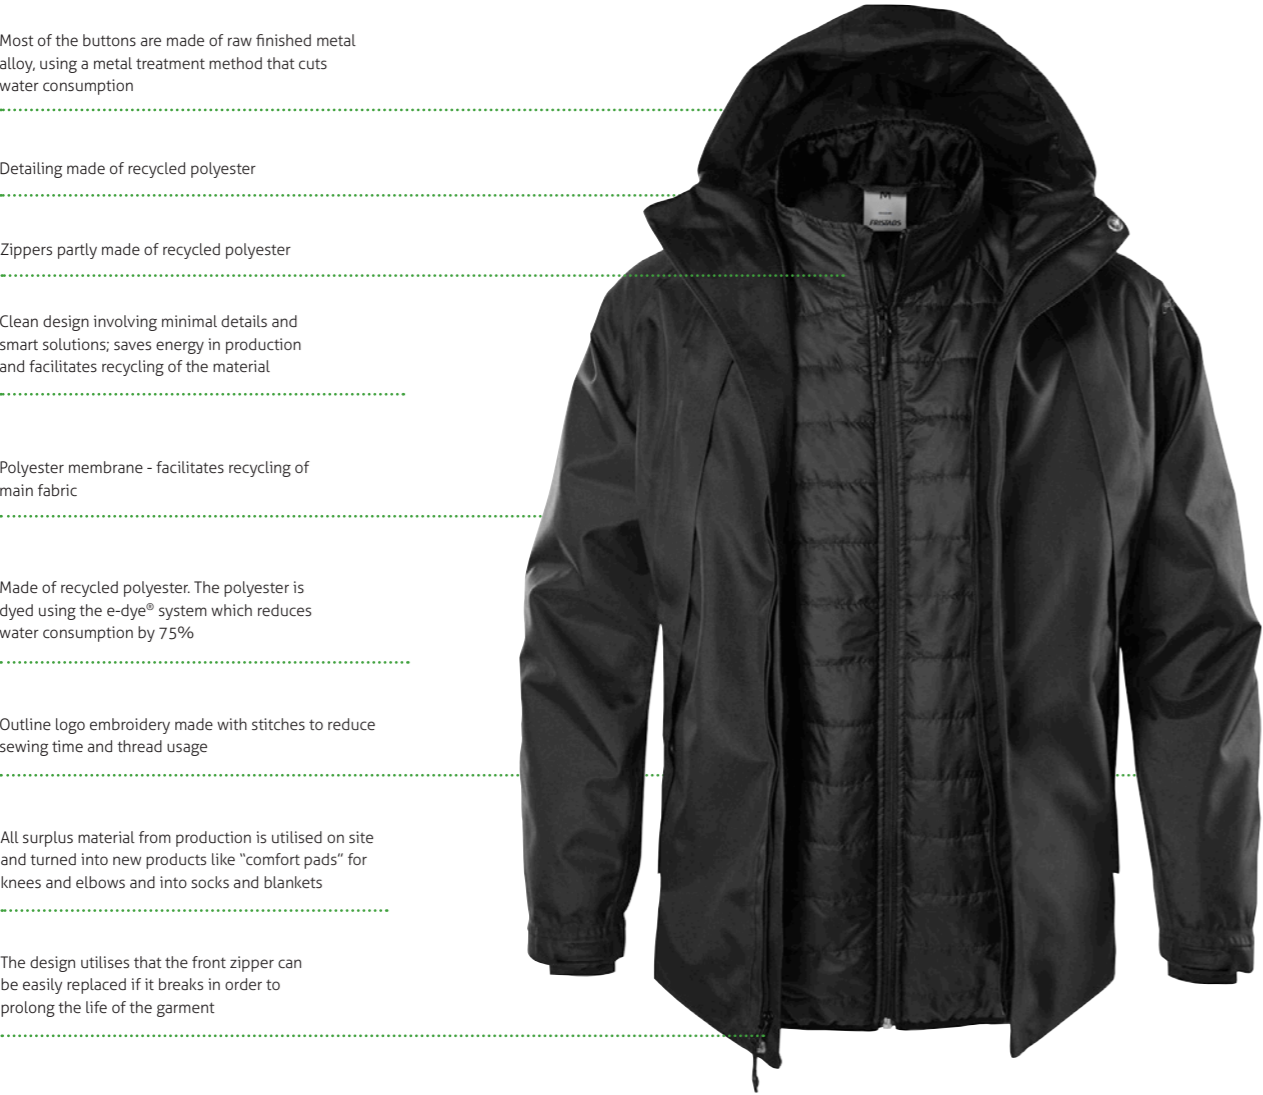 Most of the buttons are made of raw finished metal
alloy, using a metal treatment method that cuts
water consumption
Detailing made of recycled polyester
M
FRISTADS
Zippers partly made of recycled polyester
Clean design involving minimal details and
smart solutions; saves energy in production
and facilitates recycling of the material
Polyester membrane - facilitates recycling of
main fabric
Made of recycled polyester. The polyester is
dyed using the e-dye® system which reduces
water consumption by 75%
Outline logo embroidery made with stitches to reduce
sewing time and thread usage
All surplus material from production is utilised on site
and turned into new products like “comfort pads” for
knees and elbows and into socks and blankets
The design utilises that the front zipper can
be easily replaced if it breaks in order to
prolong the life of the garment